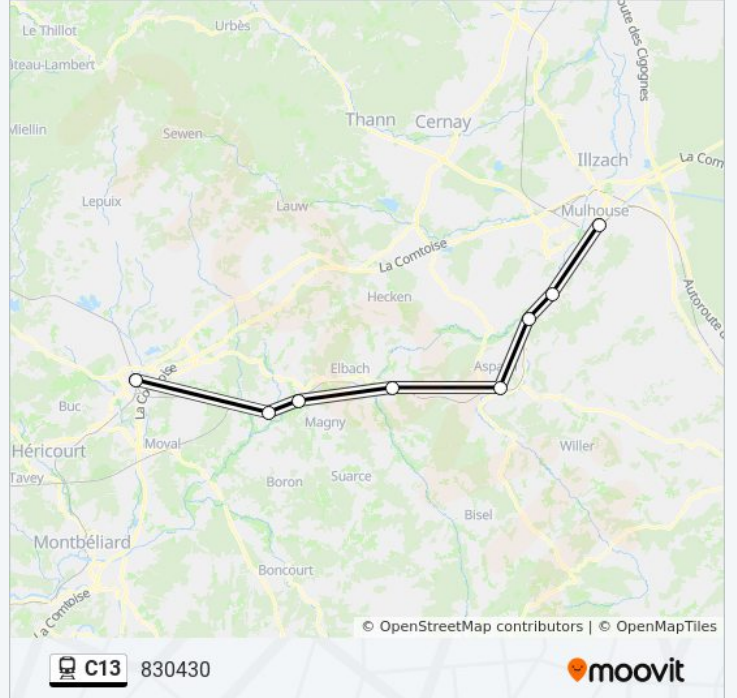 Le Thillot
Urbès
oute des Cigognes
âteau-Lambert
Miellin
Thann
Cernay
Sewen
Illzach
La Com
Lepuix
Lauw
Mulhouse
La Comtoise
Hecken
Autoroute d
Elbach
Aspa
La Comtoise
Buc
Magny
Moval
Héricourt
Willer
Tavey
Boron
Suarce
Bisel
Montbéliard
Boncourt
La Comtoise
© OpenStreetMap contributors | © OpenMapTiles
C13
830430
moovit